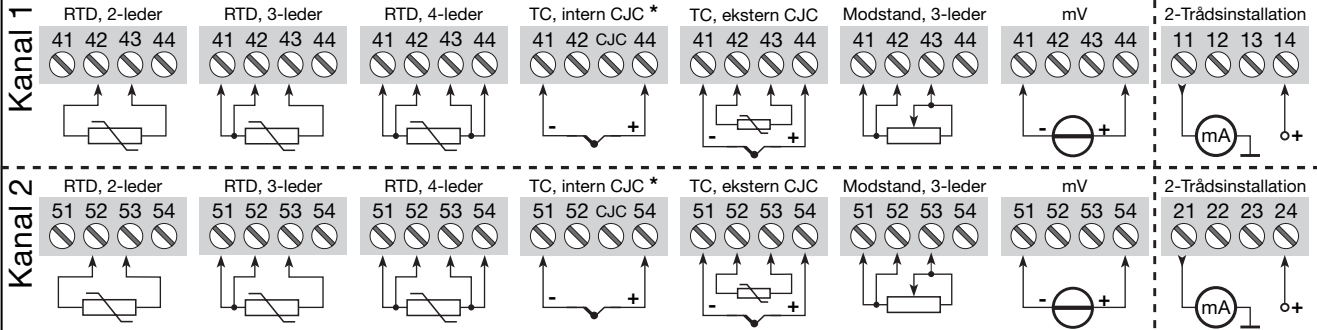 Kanal 1
RTD, 2-leder RTD, 3-leder RTD, 4-leder TC, intern CJC * TC, ekstern CJC Modstand, 3-leder mV 2-Trådsinstallation
41 42 43 44 41 42 43 44 41 42 43 44 41 42 CJC 44 41 42 43 44 41 42 43 44 41 42 43 44 11 12 13 14
- + - + - + mA +
Kanal 2
RTD, 2-leder RTD, 3-leder RTD, 4-leder TC, intern CJC * TC, ekstern CJC Modstand, 3-leder mV 2-Trådsinstallation
51 52 53 54 51 52 53 54 51 52 53 54 51 52 CJC 54 41 42 43 44 51 52 53 54 51 52 53 54 21 22 23 24
- + - + - + mA +